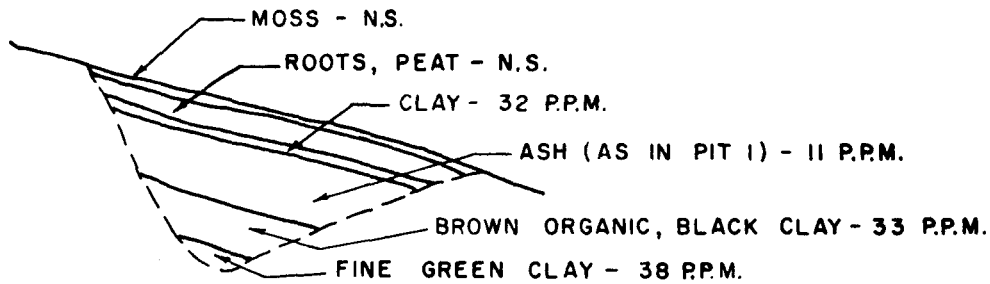 MOSS - N.S.
ROOTS, PEAT - N.S.
CLAY - 32 P.P.M.
ASH (AS IN PIT 1) - 11 P.P.M.
BROWN ORGANIC, BLACK CLAY - 33 P.P.M.
FINE GREEN CLAY - 38 P.P.M.